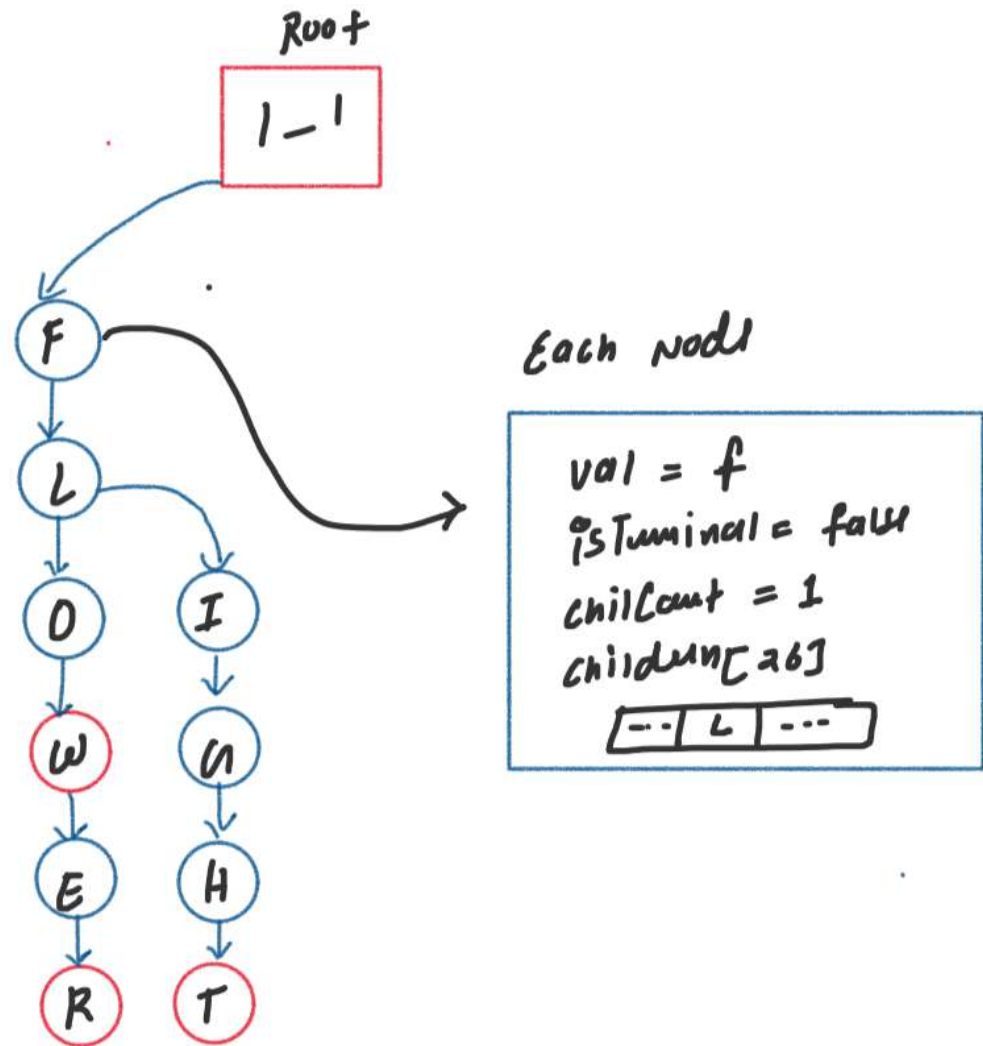 Root
'-'
F
Each Node
L
val = f
isTerminal = false
O I
chilCount = 1
children[26]
-- L ---
W G
E H
R T